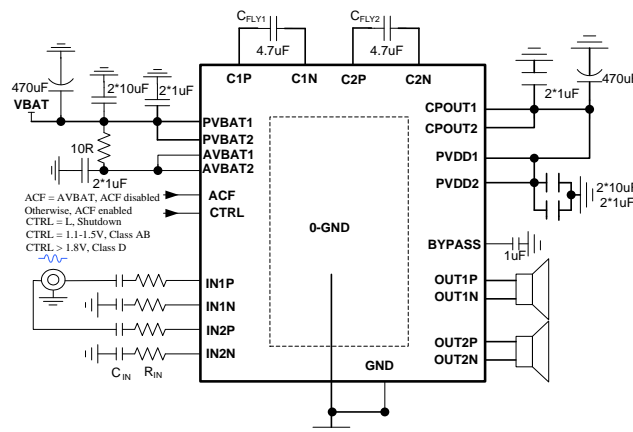 CFLY1
CFLY2
4.7uF
4.7uF
C1P
C1N
C2P
C2N
470uF
VBAT
2*10uF
2*1uF
10R
2*1uF
PVBAT1
PVBAT2
AVBAT1
AVBAT2
ACF
CTRL
ACF = AVBAT, ACF disabled
Otherwise, ACF enabled
CTRL = L, Shutdown
CTRL = 1.1-1.5V, Class AB
CTRL > 1.8V, Class D
IN1P
IN1N
IN2P
IN2N
CIN
RIN
0-GND
GND
CPOUT1
CPOUT2
PVDD1
PVDD2
2*1uF
470uF
2*10uF
2*1uF
BYPASS
1uF
OUT1P
OUT1N
OUT2P
OUT2N